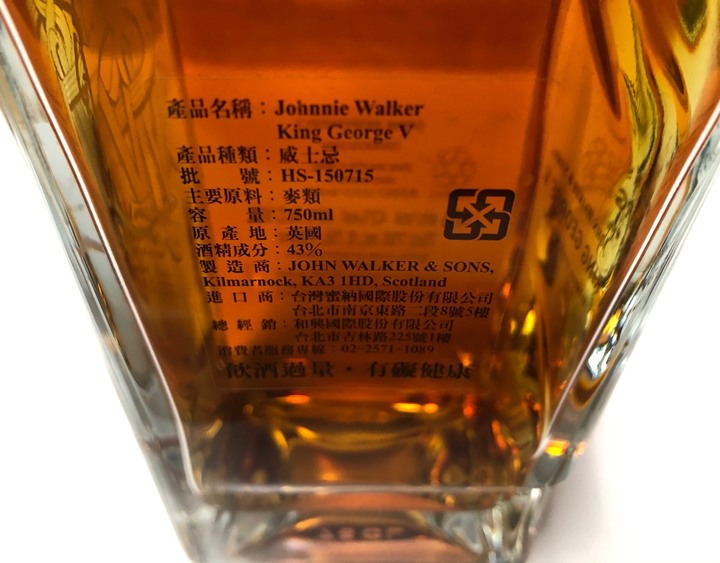 產品名稱：Johnnie Walker
King George V
產品種類：威士忌
批　　號：HS-150715
主要原料：麥類
容　　量：750ml
原 產 地：英國
酒精成分：43%
製 造 商：JOHN WALKER & SONS,
Kilmarnock, KA3 1HD, Scotland
進 口 商：台灣蜜納國際股份有限公司
台北市南京東路二段8號5樓
總 經 銷：和興國際股份有限公司
台北市吉林路225號1樓
消費者服務專線：02-2571-1089
飲酒過量・有礙健康